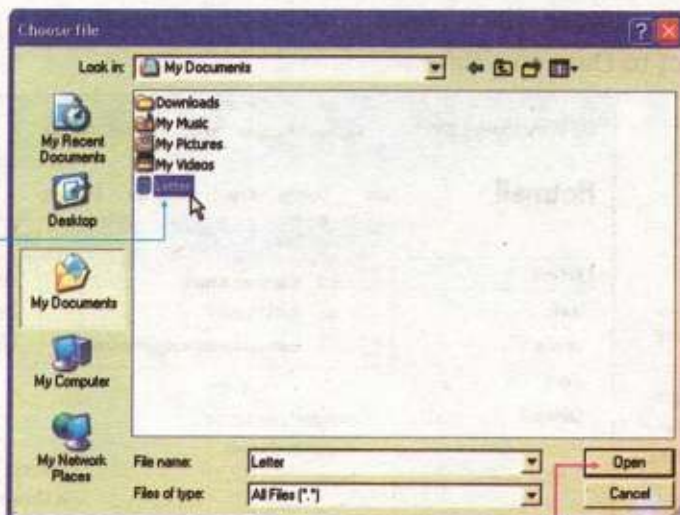 Choose file
Look in: My Documents
My Recent
Documents
Desktop
My Documents
My Computer
My Network
Places
Downloads
My Music
My Pictures
My Videos
Letter
File name: Letter
Open
Files of type: All Files (*.*)
Cancel
Hotmail